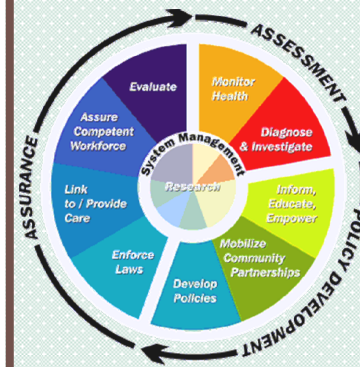 ASSESSMENT
POLICY DEVELOPMENT
ASSURANCE
Monitor
Health
Diagnose
& Investigate
Inform,
Educate,
Empower
Mobilize
Community
Partnerships
Develop
Policies
Enforce
Laws
Link
to / Provide
Care
Assure
Competent
Workforce
Evaluate
System Management
Research